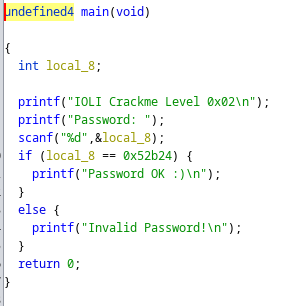 undefined4 main(void)
{
int local_8;
printf("IOLI Crackme Level 0x02\n");
printf("Password: ");
scanf("%d",&local_8);
if (local_8 == 0x52b24) {
printf("Password OK :)\n");
}
else {
printf("Invalid Password!\n");
}
return 0;
}